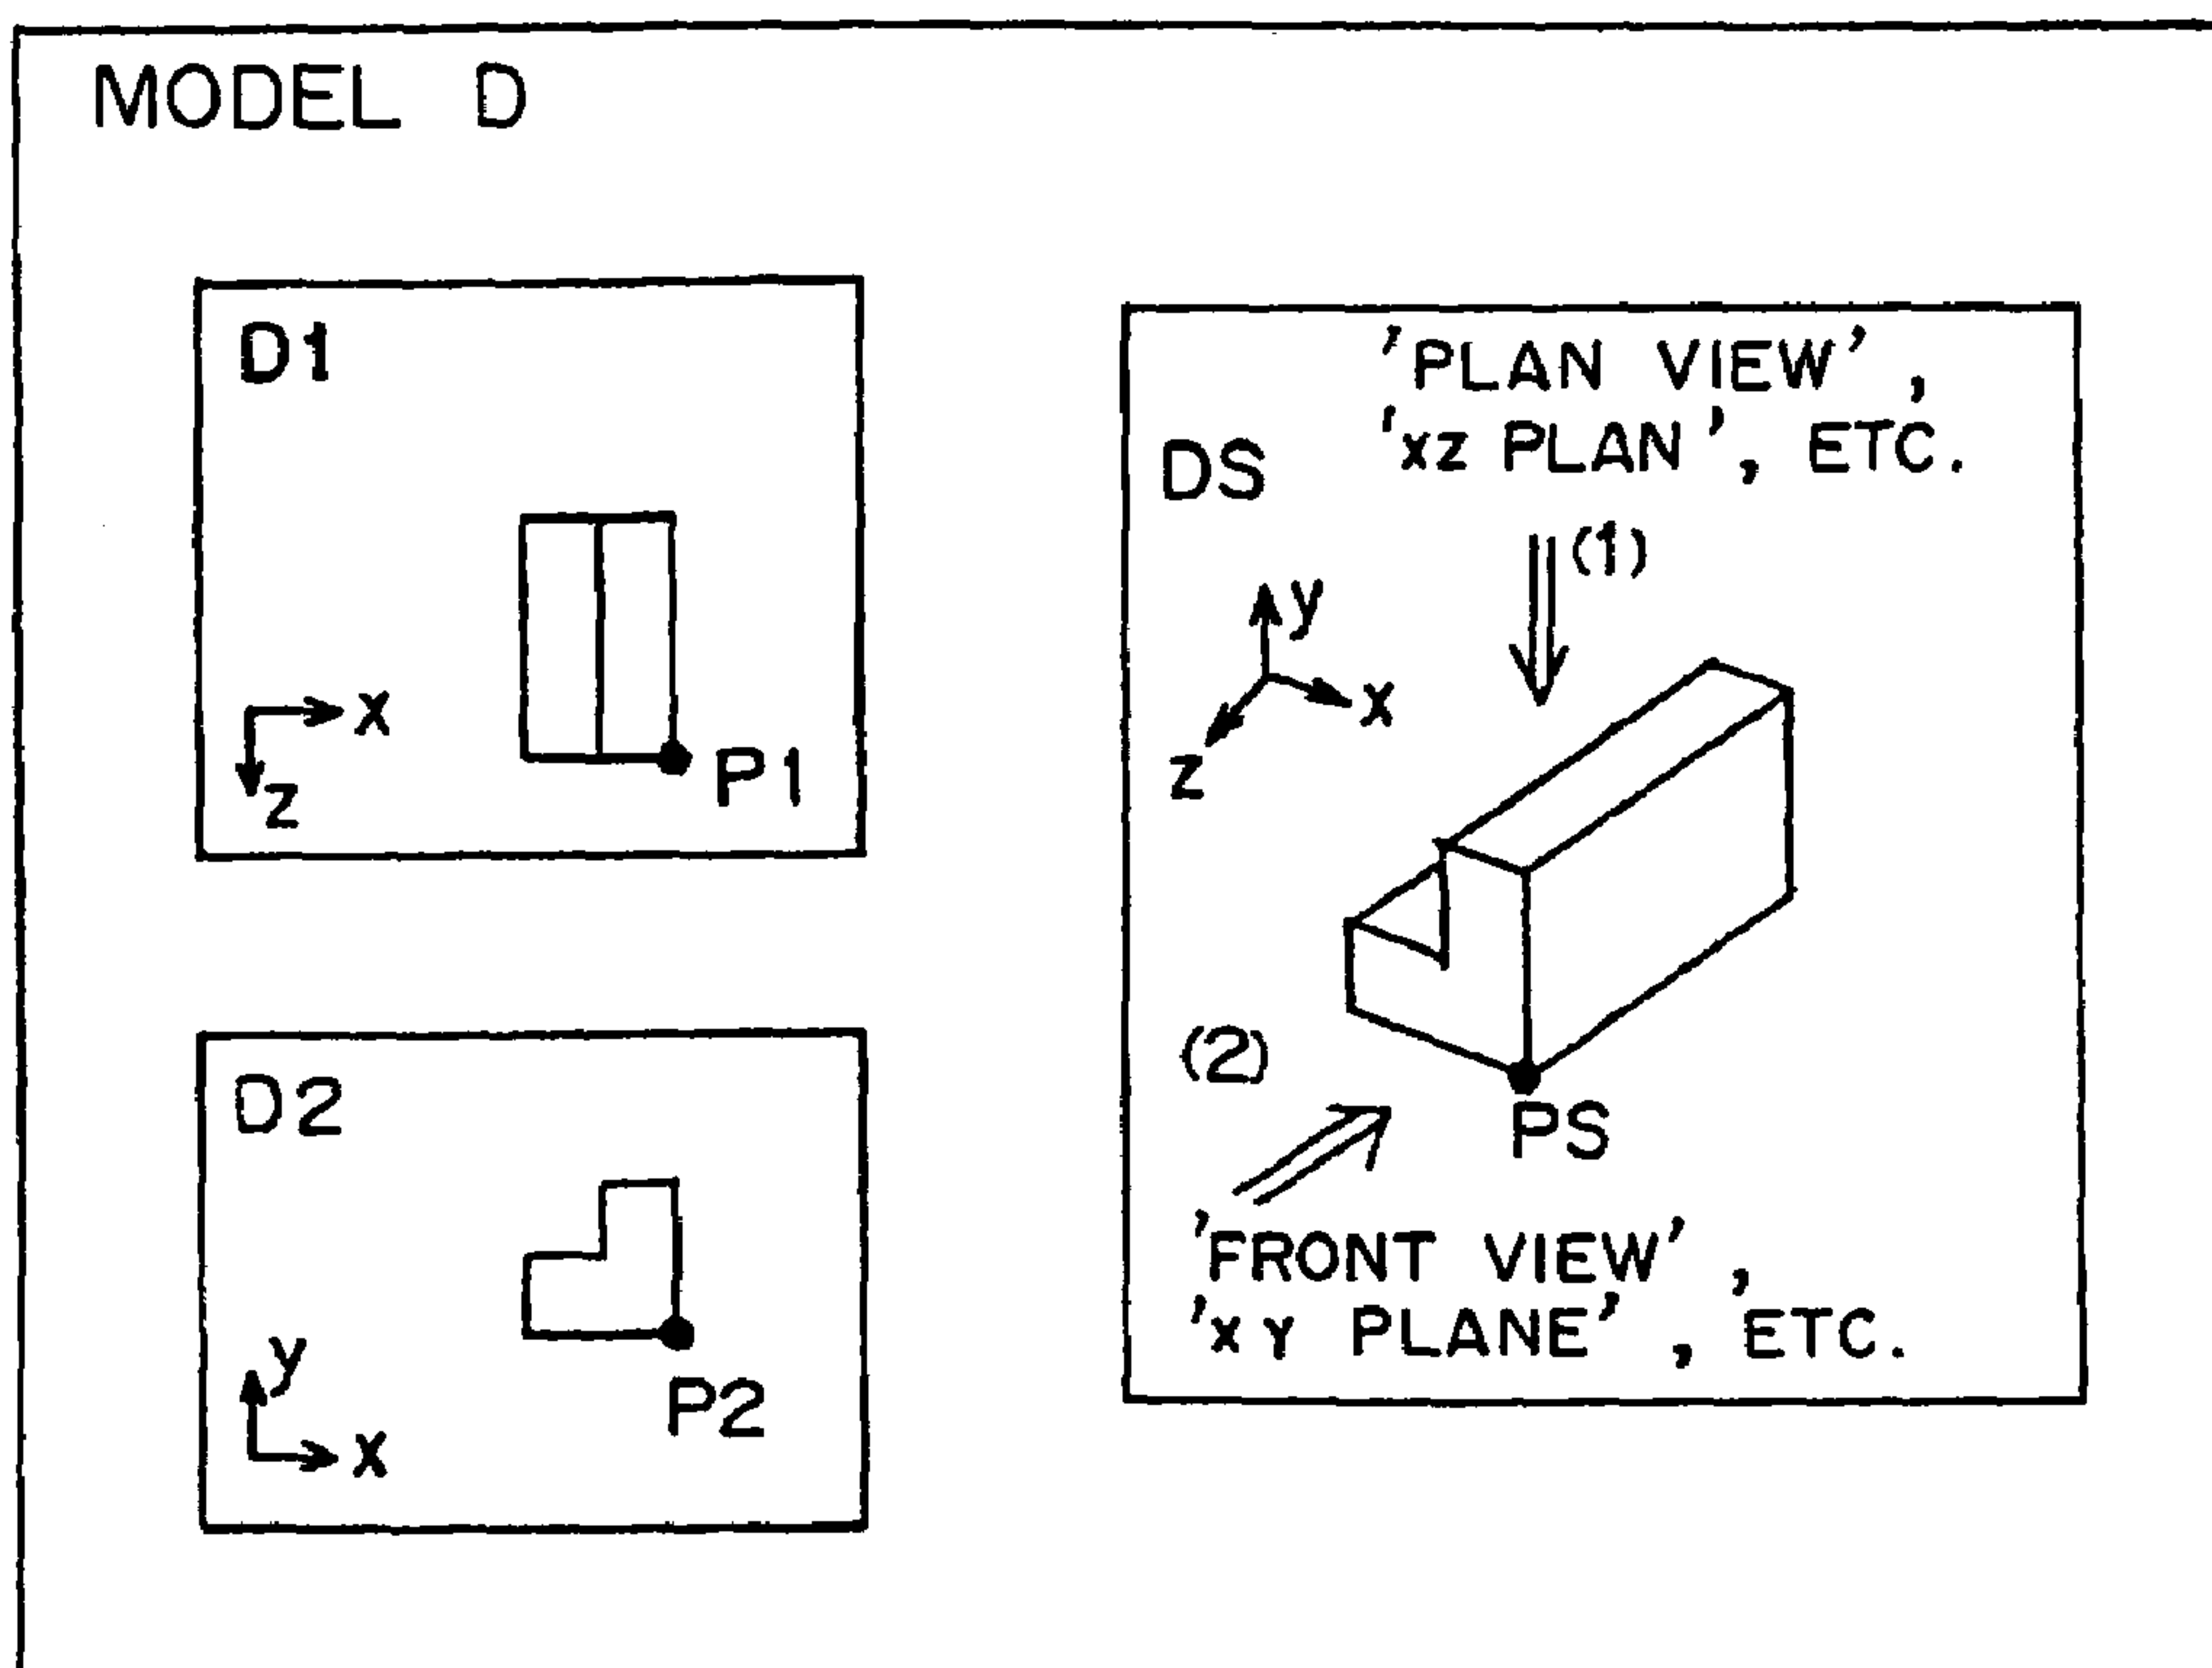 MODEL D
D1
x
z
P1
D2
y
x
P2
'PLAN VIEW',
'xz PLAN', ETC.
DS
(1)
y
x
z
(2)
PS
'FRONT VIEW',
'XY PLANE', ETC.